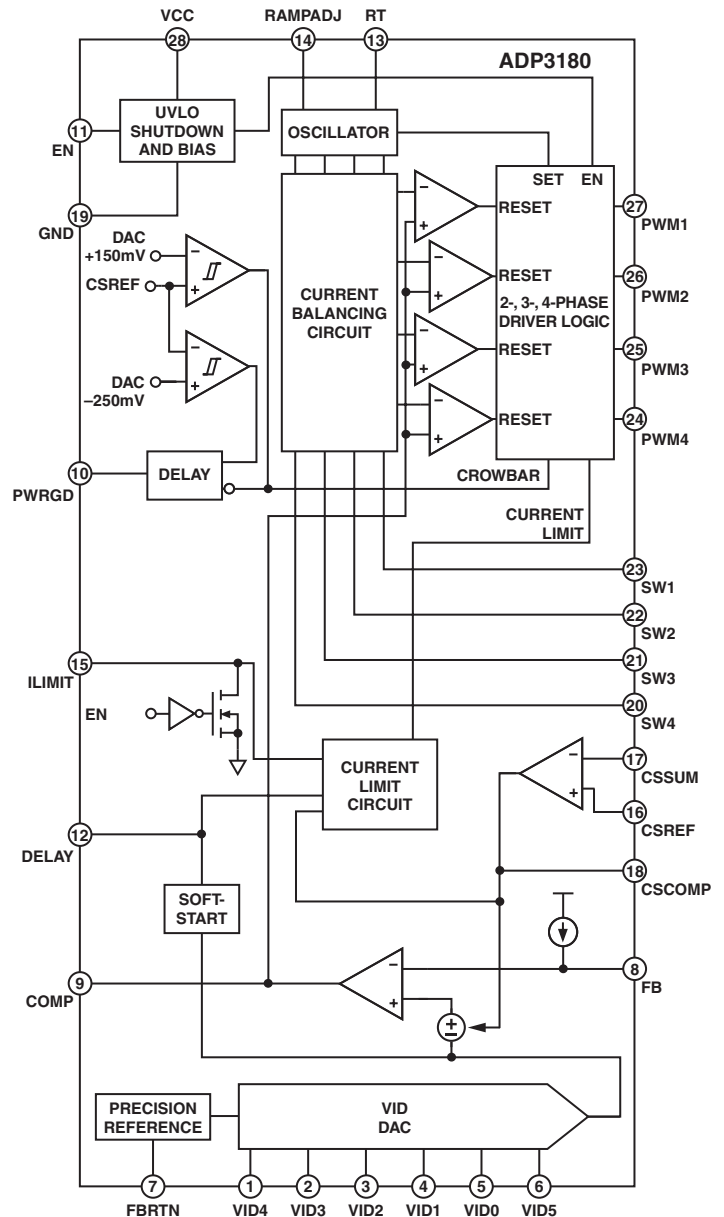 VCC
RAMPADJ RT
28
14
13
ADP3180
UVLO
SHUTDOWN
AND BIAS
11
EN
OSCILLATOR
SET EN
19
GND
DAC
+150mV
CSREF
DAC
–250mV
CURRENT
BALANCING
CIRCUIT
RESET
RESET
RESET
RESET
2-, 3-, 4-PHASE
DRIVER LOGIC
27
PWM1
26
PWM2
25
PWM3
24
PWM4
10
PWRGD
DELAY
CROWBAR
CURRENT
LIMIT
23
SW1
22
SW2
21
SW3
20
SW4
15
ILIMIT
EN
CURRENT
LIMIT
CIRCUIT
17
CSSUM
16
CSREF
12
DELAY
18
CSCOMP
SOFT-
START
9
COMP
8
FB
PRECISION
REFERENCE
VID
DAC
7
1
2
3
4
5
6
FBRTN
VID4
VID3
VID2
VID1
VID0
VID5